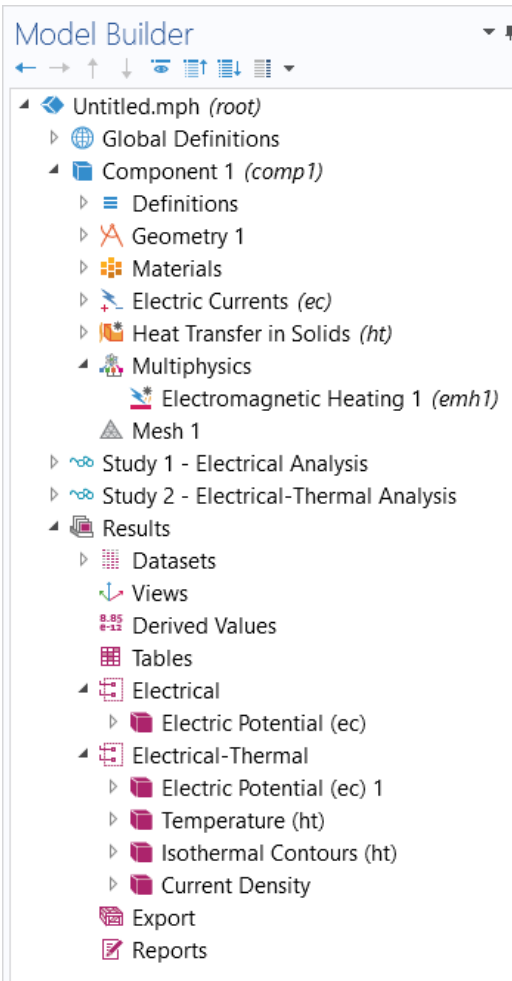 Model Builder
Untitled.mph (root)
Global Definitions
Component 1 (comp1)
Definitions
Geometry 1
Materials
Electric Currents (ec)
Heat Transfer in Solids (ht)
Multiphysics
Electromagnetic Heating 1 (emh1)
Mesh 1
Study 1 - Electrical Analysis
Study 2 - Electrical-Thermal Analysis
Results
Datasets
Views
8.85
e-12
Derived Values
Tables
Electrical
Electric Potential (ec)
Electrical-Thermal
Electric Potential (ec) 1
Temperature (ht)
Isothermal Contours (ht)
Current Density
Export
Reports